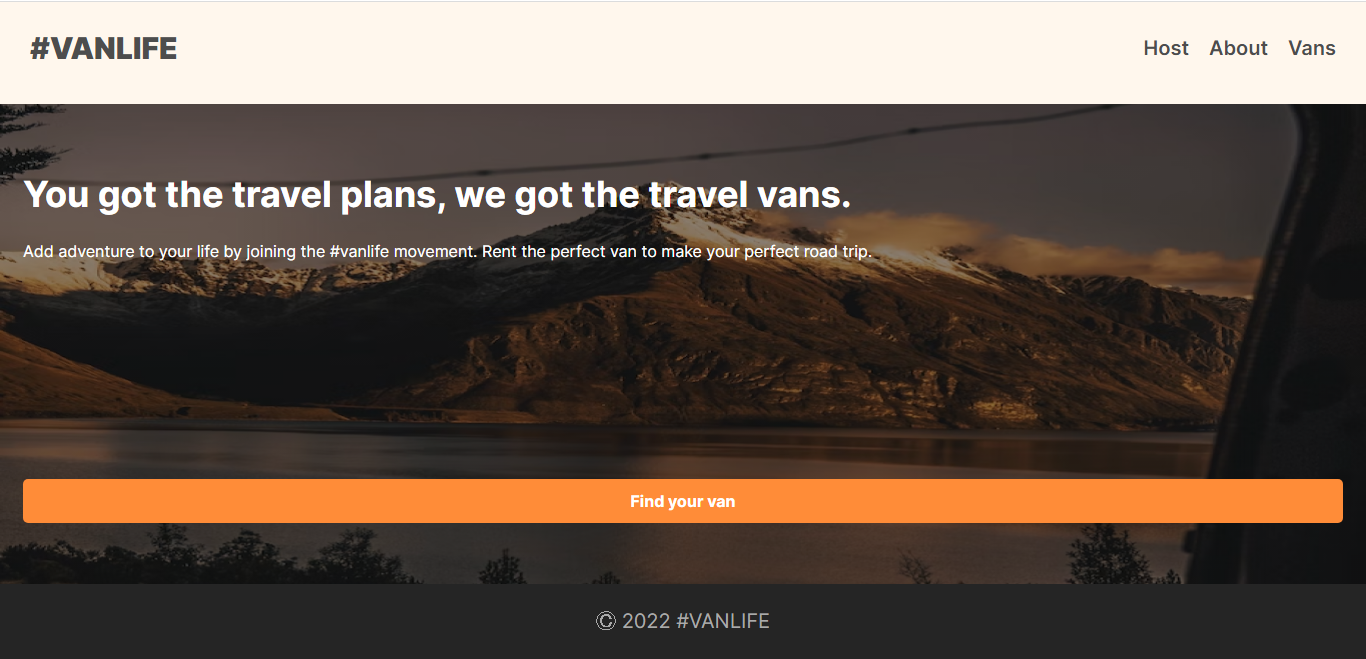 #VANLIFE
Host About Vans
You got the travel plans, we got the travel vans.
Add adventure to your life by joining the #vanlife movement. Rent the perfect van to make your perfect road trip.
Find your van
© 2022 #VANLIFE